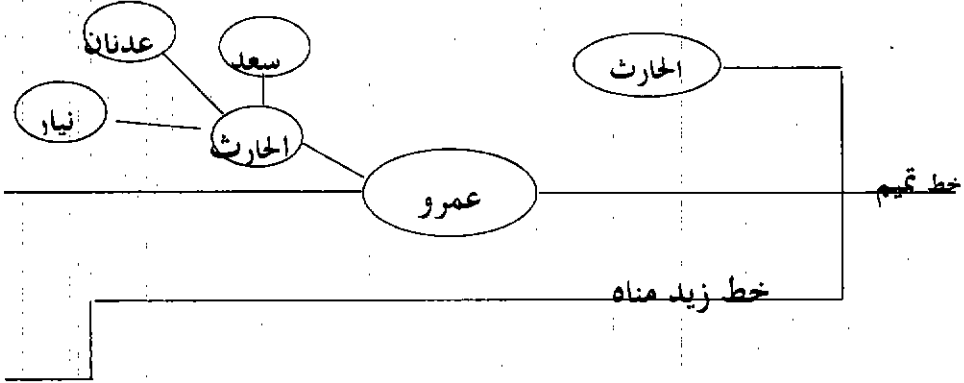 عدنان
سعد
الحارث
نيار
الحارث
عمرو
خط تميم
خط زيد مناه